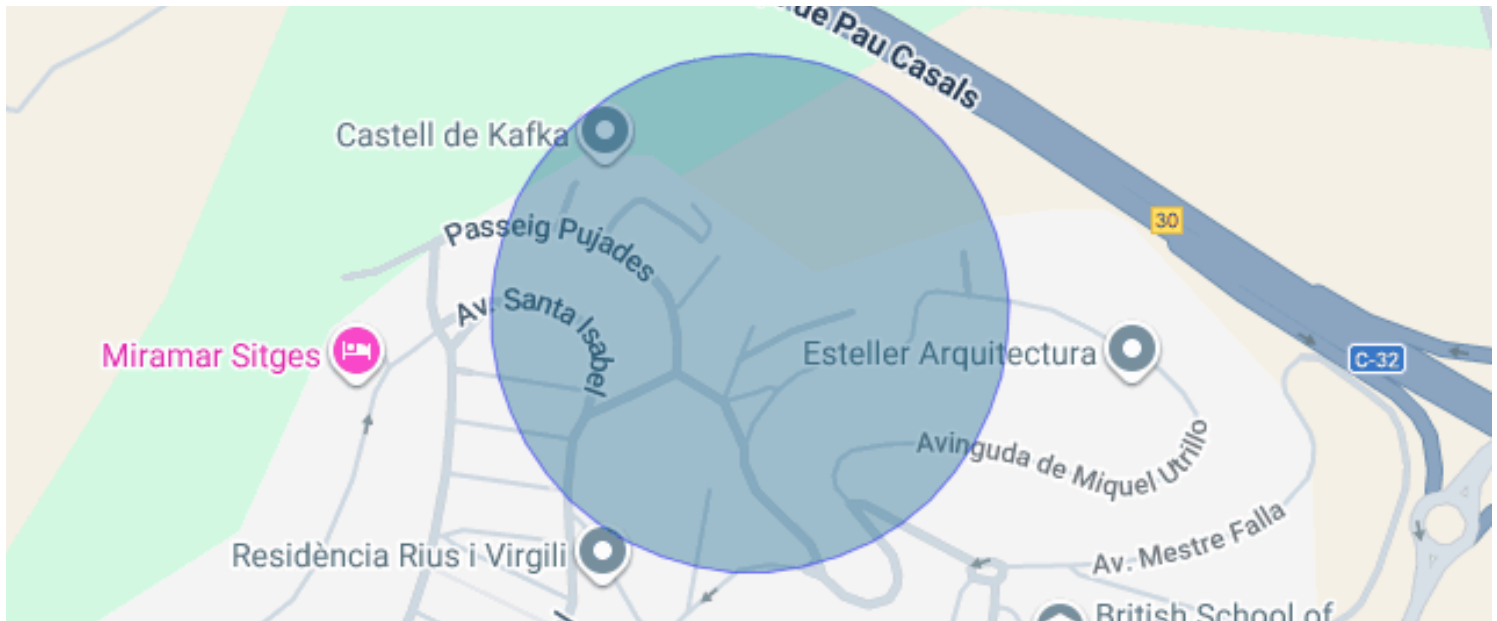 de Pau Casals
Castell de Kafka
30
Passeig Pujades
Av. Santa Isabel
Miramar Sitges
Esteller Arquitectura
C-32
Avinguda de Miquel Utrillo
Av. Mestre Falla
Residència Rius i Virgili
British School of